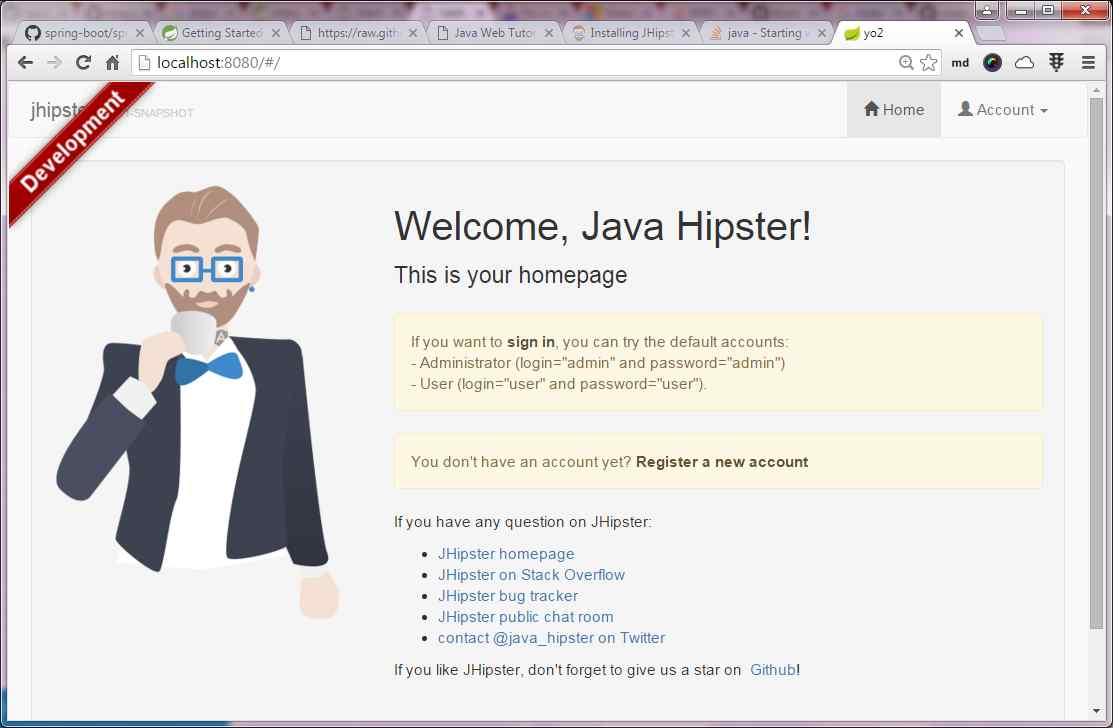 spring-boot/sp
Getting Started
https://raw.gith
Java Web Tutor
Installing JHipst
java - Starting w
yo2
localhost:8080/#/
md
jhipste
-SNAPSHOT
Home
Account
Development
Welcome, Java Hipster!
This is your homepage
If you want to sign in, you can try the default accounts:
- Administrator (login="admin" and password="admin")
- User (login="user" and password="user").
You don't have an account yet? Register a new account
If you have any question on JHipster:
JHipster homepage
JHipster on Stack Overflow
JHipster bug tracker
JHipster public chat room
contact @java_hipster on Twitter
If you like JHipster, don't forget to give us a star on Github!
A